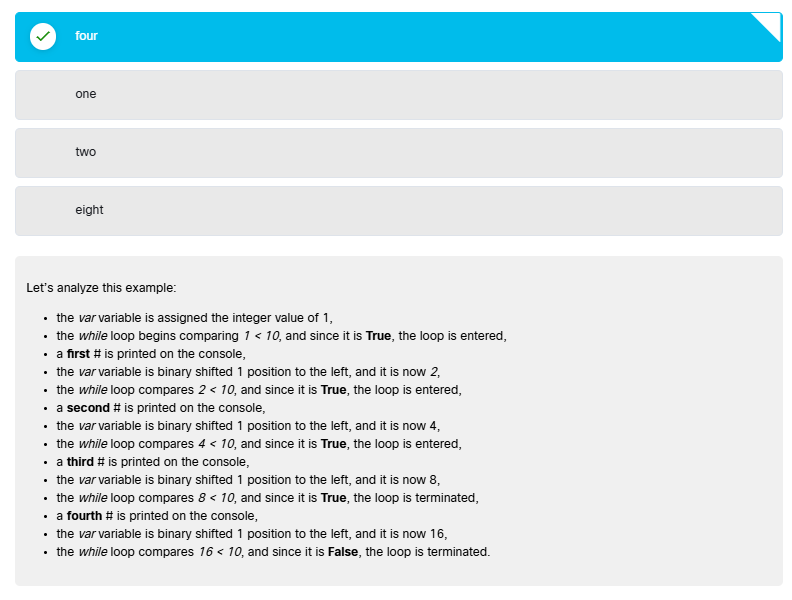 four
one
two
eight
Let's analyze this example:
• the var variable is assigned the integer value of 1,
• the while loop begins comparing 1 < 10, and since it is True, the loop is entered,
• a first # is printed on the console,
• the var variable is binary shifted 1 position to the left, and it is now 2,
• the while loop compares 2 < 10, and since it is True, the loop is entered,
• a second # is printed on the console,
• the var variable is binary shifted 1 position to the left, and it is now 4,
• the while loop compares 4 < 10, and since it is True, the loop is entered,
• a third # is printed on the console,
• the var variable is binary shifted 1 position to the left, and it is now 8,
• the while loop compares 8 < 10, and since it is True, the loop is terminated,
• a fourth # is printed on the console,
• the var variable is binary shifted 1 position to the left, and it is now 16,
• the while loop compares 16 < 10, and since it is False, the loop is terminated.